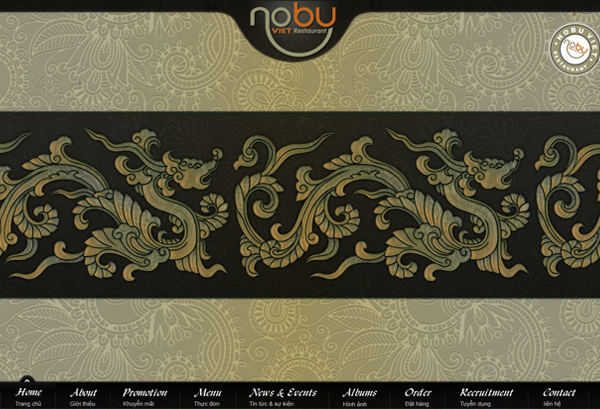 nobu
VIET Restaurant
NOBU VIET
nobu
RESTAURANT
Home About Promotion Menu News & Events Albums Order Recruitment Contact
Trang chủ Giới thiệu Khuyến mãi Thực đơn Tin tức & sự kiện Hình ảnh Đặt hàng Tuyển dụng liên hệ